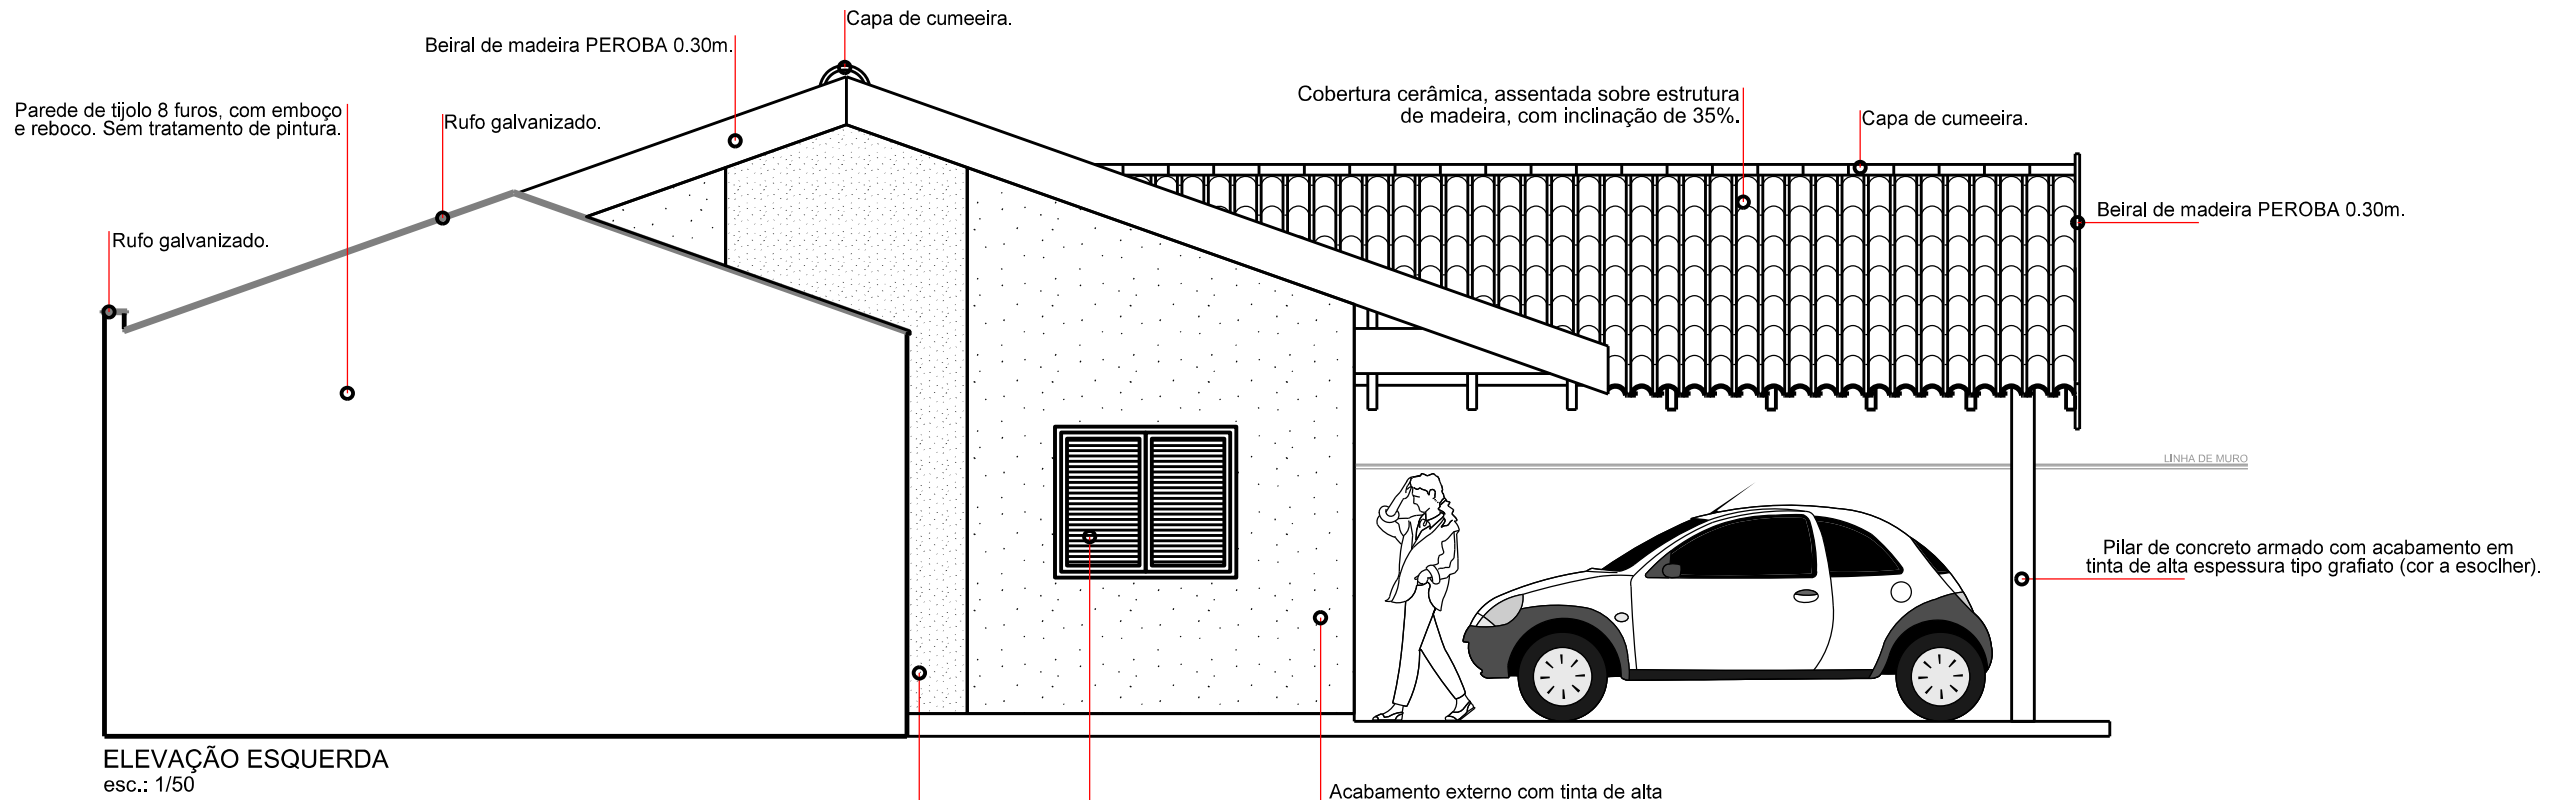 Capa de cumeeira.
Beiral de madeira PEROBA 0.30m.
Parede de tijolo 8 furos, com emboço
e reboco. Sem tratamento de pintura.
Rufo galvanizado.
Cobertura cerâmica, assentada sobre estrutura
de madeira, com inclinação de 35%.
Capa de cumeeira.
Rufo galvanizado.
Beiral de madeira PEROBA 0.30m.
LINHA DE MURO
Pilar de concreto armado com acabamento em
tinta de alta espessura tipo grafiato (cor a esoclher).
ELEVAÇÃO ESQUERDA
esc.: 1/50
Acabamento externo com tinta de alta